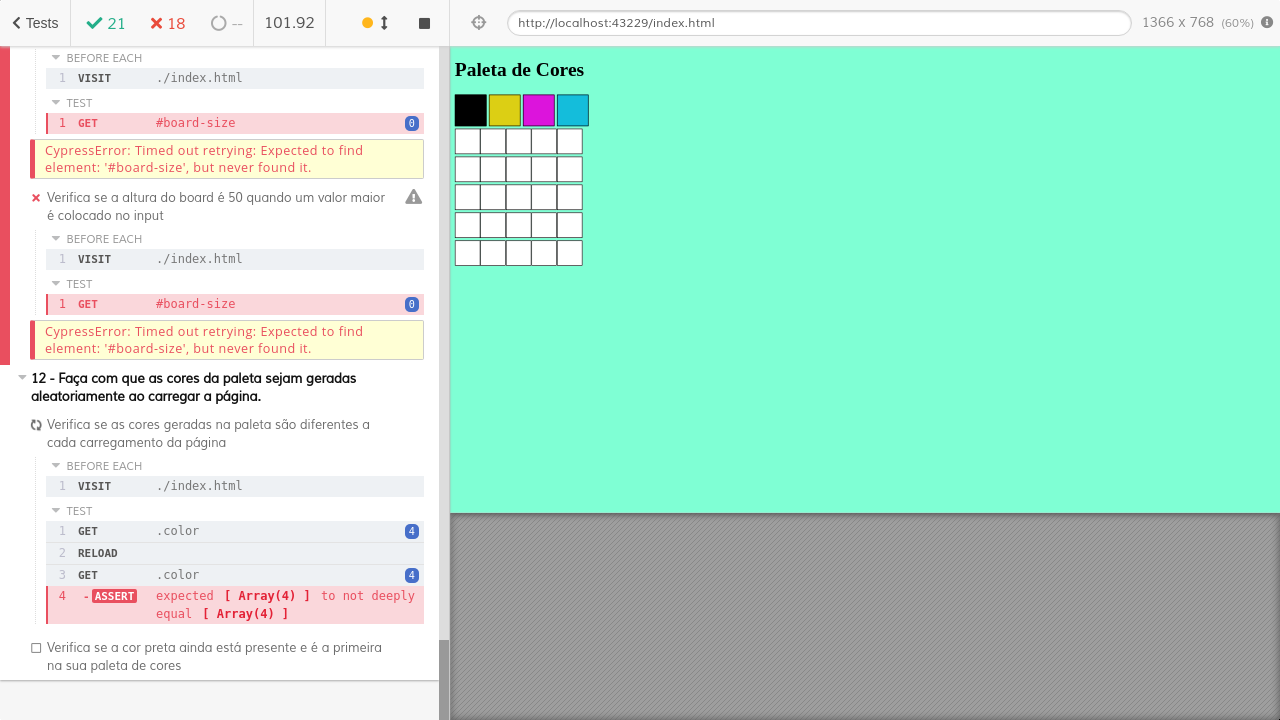 Tests
21
18
--
101.92
http://localhost:43229/index.html
1366 x 768 (60%)
BEFORE EACH
1 VISIT ./index.html
TEST
1 GET #board-size 0
CypressError: Timed out retrying: Expected to find
element: '#board-size', but never found it.
Verifica se a altura do board é 50 quando um valor maior
é colocado no input
BEFORE EACH
1 VISIT ./index.html
TEST
1 GET #board-size 0
CypressError: Timed out retrying: Expected to find
element: '#board-size', but never found it.
12 - Faça com que as cores da paleta sejam geradas
aleatoriamente ao carregar a página.
Verifica se as cores geradas na paleta são diferentes a
cada carregamento da página
BEFORE EACH
1 VISIT ./index.html
TEST
1 GET .color 4
2 RELOAD
3 GET .color 4
4 -ASSERT expected [ Array(4) ] to not deeply
equal [ Array(4) ]
Verifica se a cor preta ainda está presente e é a primeira
na sua paleta de cores
Paleta de Cores